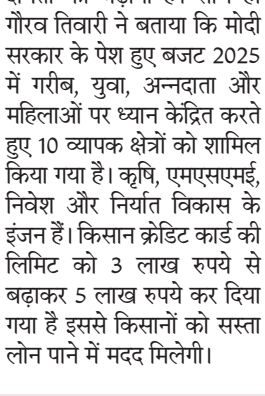 गौरव तिवारी ने बताया कि मोदी
सरकार के पेश हुए बजट 2025
में गरीब, युवा, अन्नदाता और
महिलाओं पर ध्यान केंद्रित करते
हुए 10 व्यापक क्षेत्रों को शामिल
किया गया है। कृषि, एमएसएमई,
निवेश और निर्यात विकास के
इंजन हैं। किसान क्रेडिट कार्ड की
लिमिट को 3 लाख रुपये से
बढ़ाकर 5 लाख रुपये कर दिया
गया है इससे किसानों को सस्ता
लोन पाने में मदद मिलेगी।